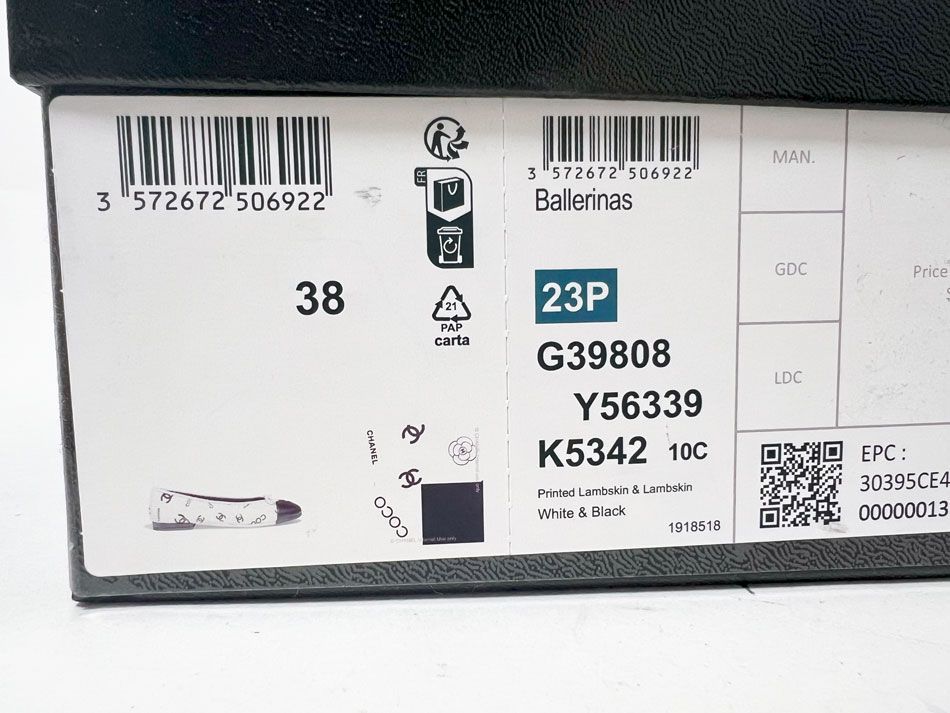 3 572672 506922
FR
38
21
PAP
carta
CHANEL
COCO
3 572672 506922
Ballerinas
23P
G39808
Y56339
K5342 10C
Printed Lambskin & Lambskin
White & Black
1918518
MAN.
GDC
LDC
Price
EPC :
30395CE4
00000013